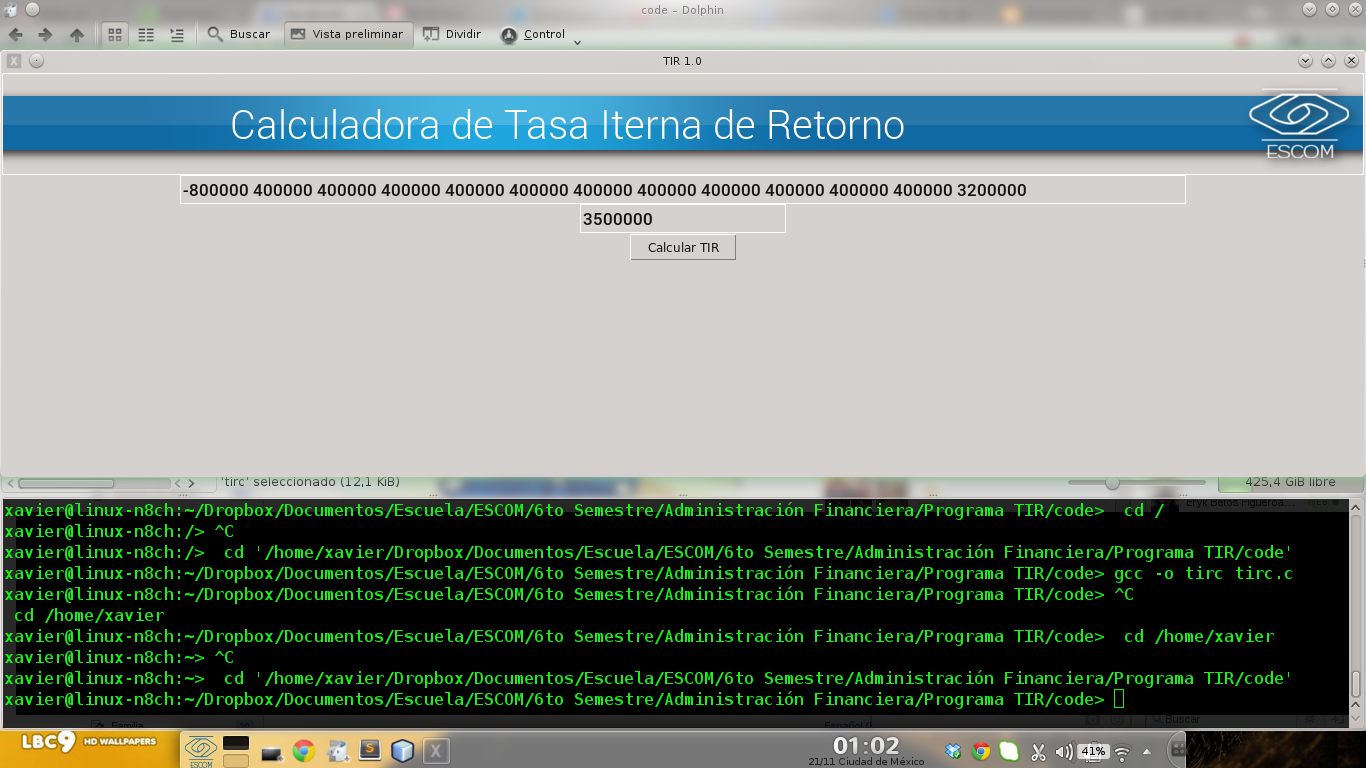 code – Dolphin
Buscar
Vista preliminar
Dividir
Control
X
TIR 1.0
Calculadora de Tasa Iterna de Retorno
ESCOM
-800000 400000 400000 400000 400000 400000 400000 400000 400000 400000 400000 400000 3200000
3500000
Calcular TIR
'tirc' seleccionado (12,1 KiB)
425,4 GiB libre
xavier@linux-n8ch:~/Dropbox/Documentos/Escuela/ESCOM/6to Semestre/Administración Financiera/Programa TIR/code>  cd /
xavier@linux-n8ch:/> ^C
xavier@linux-n8ch:/>  cd '/home/xavier/Dropbox/Documentos/Escuela/ESCOM/6to Semestre/Administración Financiera/Programa TIR/code'
xavier@linux-n8ch:~/Dropbox/Documentos/Escuela/ESCOM/6to Semestre/Administración Financiera/Programa TIR/code> gcc -o tirc tirc.c
xavier@linux-n8ch:~/Dropbox/Documentos/Escuela/ESCOM/6to Semestre/Administración Financiera/Programa TIR/code> ^C
cd /home/xavier
xavier@linux-n8ch:~/Dropbox/Documentos/Escuela/ESCOM/6to Semestre/Administración Financiera/Programa TIR/code>  cd /home/xavier
xavier@linux-n8ch:~> ^C
xavier@linux-n8ch:~>  cd '/home/xavier/Dropbox/Documentos/Escuela/ESCOM/6to Semestre/Administración Financiera/Programa TIR/code'
xavier@linux-n8ch:~/Dropbox/Documentos/Escuela/ESCOM/6to Semestre/Administración Financiera/Programa TIR/code>
Familia
Buscar
LBC9 HD WALLPAPERS
ESCOM
S
X
01:02
21/11 Ciudad de México
41%